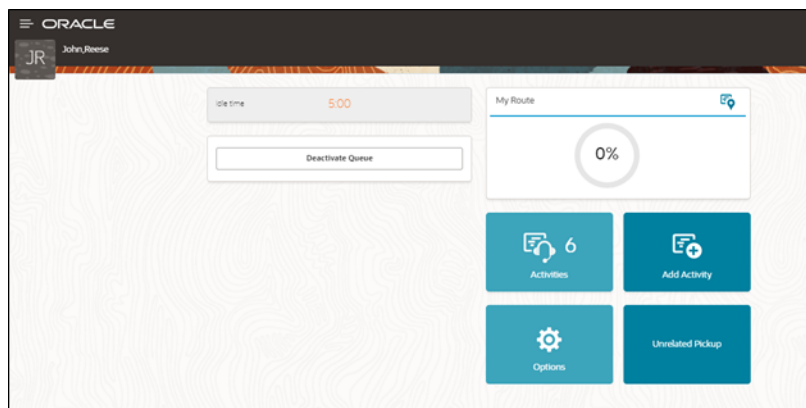 ORACLE
JR
John,Reese
Idle time 5:00
Deactivate Queue
My Route
0%
6
Activities
Add Activity
Options
Unrelated Pickup